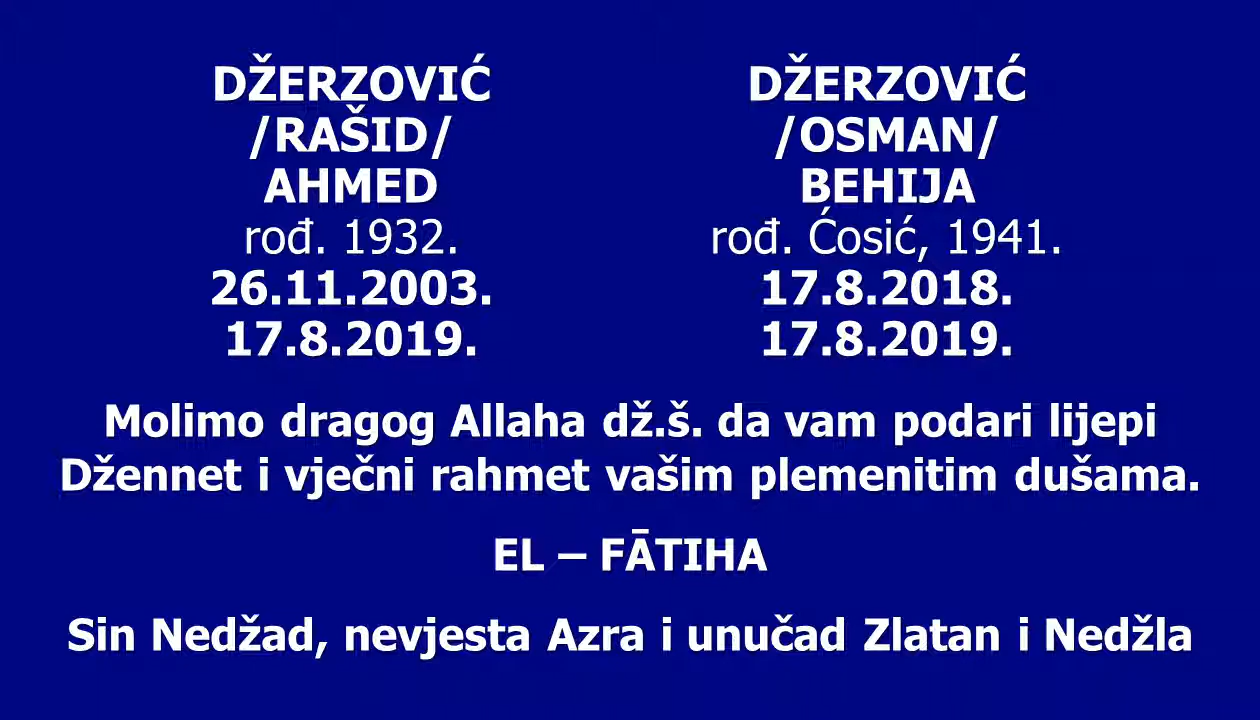 DŽERZOVIĆ
/RAŠID/
AHMED
rođ. 1932.
26.11.2003.
17.8.2019.
DŽERZOVIĆ
/OSMAN/
BEHIJA
rođ. Ćosić, 1941.
17.8.2018.
17.8.2019.
Molimo dragog Allaha dž.š. da vam podari lijepi
Džennet i vječni rahmet vašim plemenitim dušama.
EL – FĀTIHA
Sin Nedžad, nevjesta Azra i unučad Zlatan i Nedžla